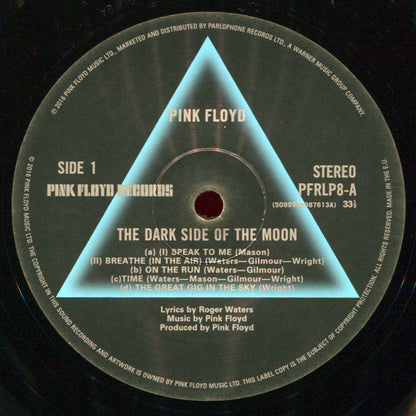 ℗ 2016 PINK FLOYD MUSIC LTD., MARKETED AND DISTRIBUTED BY PARLOPHONE RECORDS LTD., A WARNER MUSIC GROUP COMPANY.
PINK FLOYD
SIDE 1
STEREO
PINK FLOYD RECORDS
PFRLP8-A
33⅓
THE DARK SIDE OF THE MOON
(a) (I) SPEAK TO ME (Mason)
(II) BREATHE (IN THE AIR) (Waters—Gilmour—Wright)
(b) ON THE RUN (Waters—Gilmour)
(c)TIME (Waters—Mason—Gilmour—Wright)
(d) THE GREAT GIG IN THE SKY (Wright)
Lyrics by Roger Waters
Music by Pink Floyd
Produced by Pink Floyd
MADE IN THE E.U.
© 2016 PINK FLOYD MUSIC LTD. THE COPYRIGHT IN THIS SOUND RECORDING AND ARTWORK IS OWNED BY PINK FLOYD MUSIC LTD. THIS LABEL COPY IS THE SUBJECT OF COPYRIGHT PROTECTION. ALL RIGHTS RESERVED.